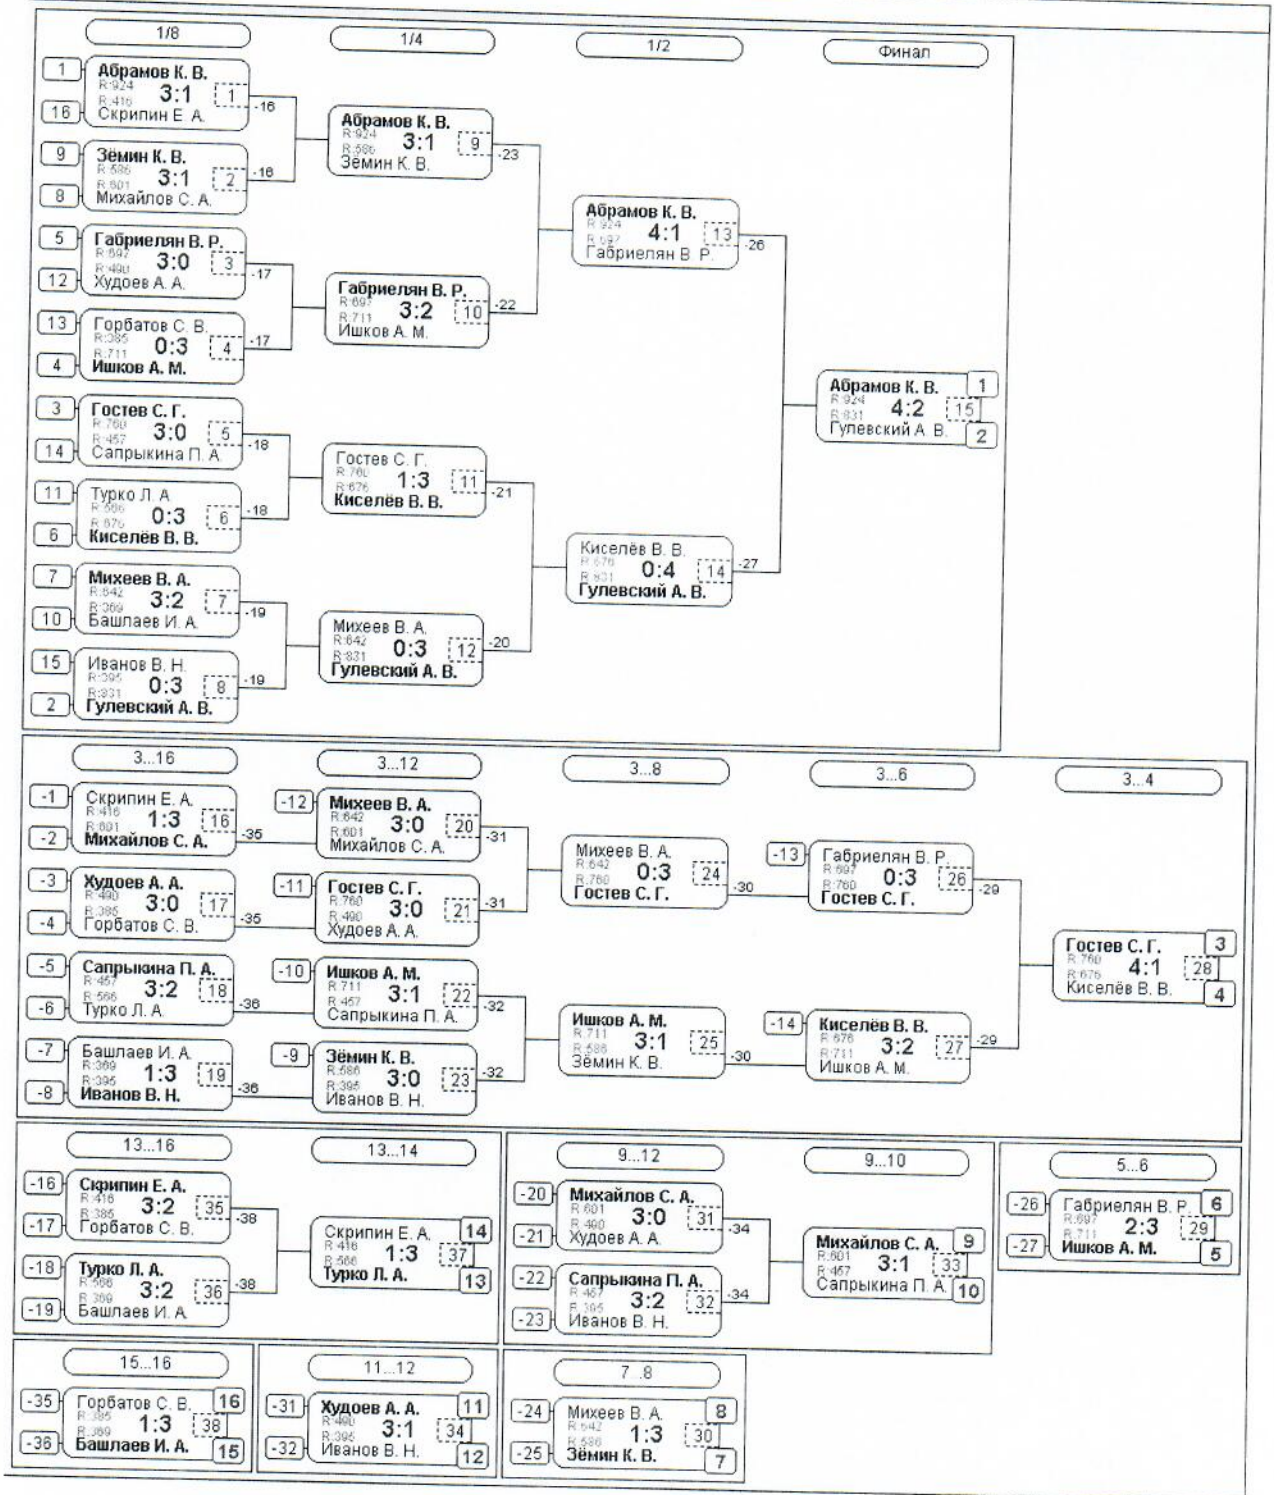 1/8
1/4
1/2
Финал
1
Абрамов К. В.
R:924
3:1
1
-16
R:416
16
Скрипин Е. А.
9
Зёмин К. В.
R:586
3:1
2
-16
R:601
8
Михайлов С. А.
5
Габриелян В. Р.
R:697
3:0
3
-17
R:490
12
Худоев А. А.
13
Горбатов С. В.
R:385
0:3
4
-17
R:711
4
Ишков А. М.
3
Гостев С. Г.
R:760
3:0
5
-18
R:457
14
Сапрыкина П. А.
11
Турко Л. А.
R:566
0:3
6
-18
R:676
6
Киселёв В. В.
7
Михеев В. А.
R:642
3:2
7
-19
R:369
10
Башлаев И. А.
15
Иванов В. Н.
R:395
0:3
8
-19
R:831
2
Гулевский А. В.
Абрамов К. В.
R:924
3:1
9
-23
R:586
Зёмин К. В.
Габриелян В. Р.
R:697
3:2
10
-22
R:711
Ишков А. М.
Гостев С. Г.
R:760
1:3
11
-21
R:676
Киселёв В. В.
Михеев В. А.
R:642
0:3
12
-20
R:831
Гулевский А. В.
Абрамов К. В.
R:924
4:1
13
-26
R:697
Габриелян В. Р.
Киселёв В. В.
R:676
0:4
14
-27
R:831
Гулевский А. В.
Абрамов К. В.
1
R:924
4:2
15
R:831
Гулевский А. В.
2
3...16
3...12
3...8
3...6
3...4
-1
Скрипин Е. А.
R:416
1:3
16
-35
R:601
-2
Михайлов С. А.
-3
Худоев А. А.
R:490
3:0
17
-35
R:385
-4
Горбатов С. В.
-5
Сапрыкина П. А.
R:457
3:2
18
-36
R:566
-6
Турко Л. А.
-7
Башлаев И. А.
R:369
1:3
19
-36
R:395
-8
Иванов В. Н.
-12
Михеев В. А.
R:642
3:0
20
-31
R:601
Михайлов С. А.
-11
Гостев С. Г.
R:760
3:0
21
-31
R:490
Худоев А. А.
-10
Ишков А. М.
R:711
3:1
22
-32
R:457
Сапрыкина П. А.
-9
Зёмин К. В.
R:586
3:0
23
-32
R:395
Иванов В. Н.
Михеев В. А.
R:642
0:3
24
-30
R:760
Гостев С. Г.
Ишков А. М.
R:711
3:1
25
-30
R:586
Зёмин К. В.
-13
Габриелян В. Р.
R:697
0:3
26
-29
R:760
Гостев С. Г.
-14
Киселёв В. В.
R:676
3:2
27
-29
R:711
Ишков А. М.
Гостев С. Г.
3
R:760
4:1
28
R:676
Киселёв В. В.
4
13...16
13...14
-16
Скрипин Е. А.
R:416
3:2
35
-38
R:385
-17
Горбатов С. В.
-18
Турко Л. А.
R:566
3:2
36
-38
R:369
-19
Башлаев И. А.
Скрипин Е. А.
14
R:416
1:3
37
R:566
Турко Л. А.
13
9...12
9...10
-20
Михайлов С. А.
R:601
3:0
31
-34
R:490
-21
Худоев А. А.
-22
Сапрыкина П. А.
R:457
3:2
32
-34
R:395
-23
Иванов В. Н.
Михайлов С. А.
9
R:601
3:1
33
R:457
Сапрыкина П. А.
10
5...6
-26
Габриелян В. Р.
6
R:697
2:3
29
R:711
-27
Ишков А. М.
5
15...16
-35
Горбатов С. В.
16
R:385
1:3
38
R:369
-36
Башлаев И. А.
15
11...12
-31
Худоев А. А.
11
R:490
3:1
34
R:395
-32
Иванов В. Н.
12
7...8
-24
Михеев В. А.
8
R:642
1:3
30
R:586
-25
Зёмин К. В.
7